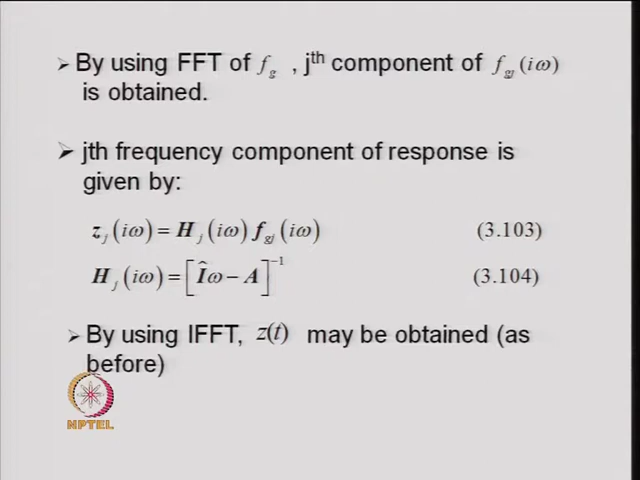 ➢ By using FFT of f_g , j^th component of f_gj(iω)
is obtained.
➢ jth frequency component of response is
given by:
z_j(iω) = H_j(iω) f_gj(iω) (3.103)
H_j(iω) = [Îω − A]^−1 (3.104)
➢ By using IFFT, z(t) may be obtained (as
before)
NPTEL